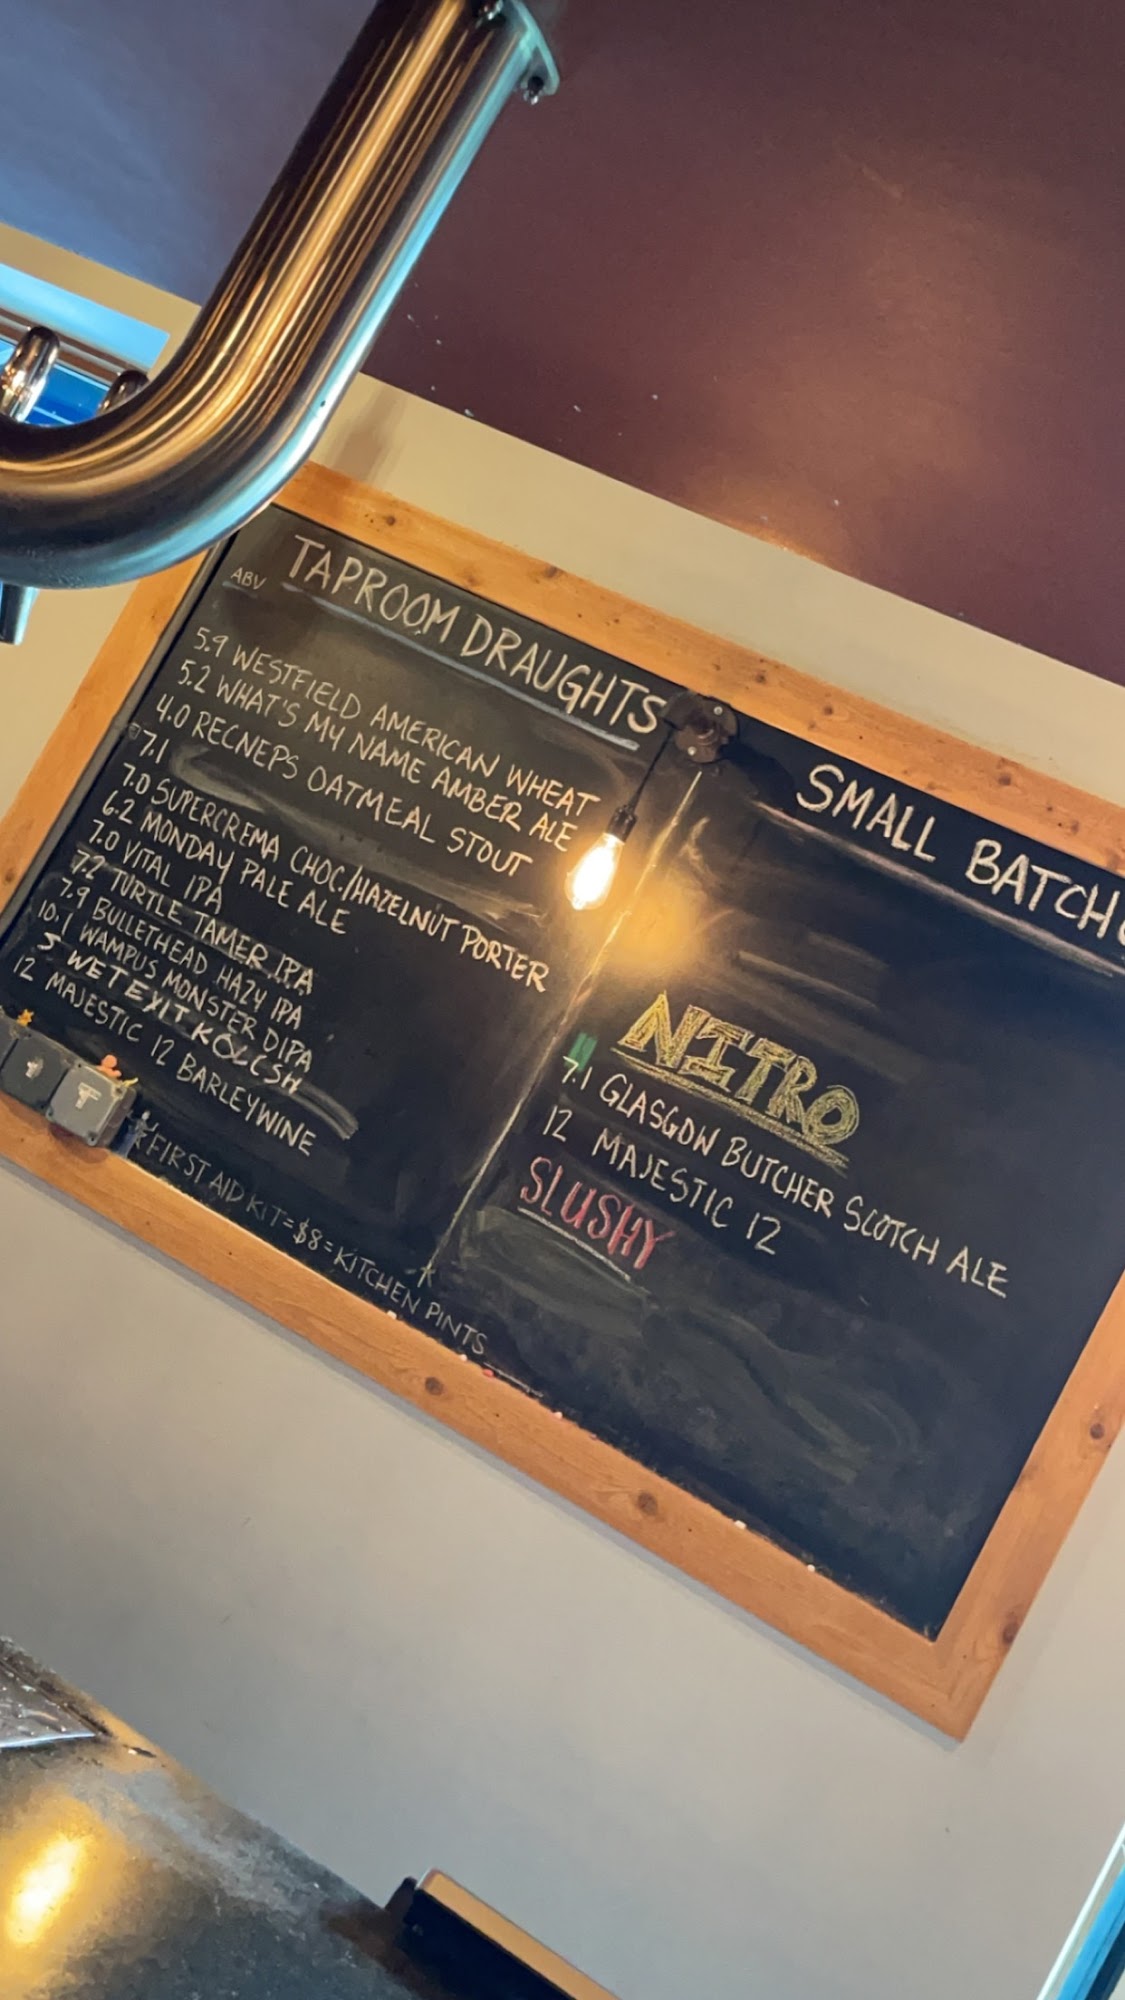 TAPROOM DRAUGHTS
ABV
5.9 WESTFIELD AMERICAN WHEAT
5.2 WHAT'S MY NAME AMBER ALE
4.0 RECNEPS OATMEAL STOUT
7.1
7.0 SUPERCREMA CHOC./HAZELNUT PORTER
6.2 MONDAY PALE ALE
7.0 VITAL IPA
7.2 TURTLE TAMER IPA
7.9 BULLETHEAD HAZY IPA
10.1 WAMPUS MONSTER DIPA
5 WET EXIT KÖLCSH
12 MAJESTIC 12 BARLEYWINE
*FIRST AID KIT=$8=KITCHEN PINTS*
SMALL BATCH
NITRO
7.1 GLASGOW BUTCHER SCOTCH ALE
12 MAJESTIC 12
SLUSHY